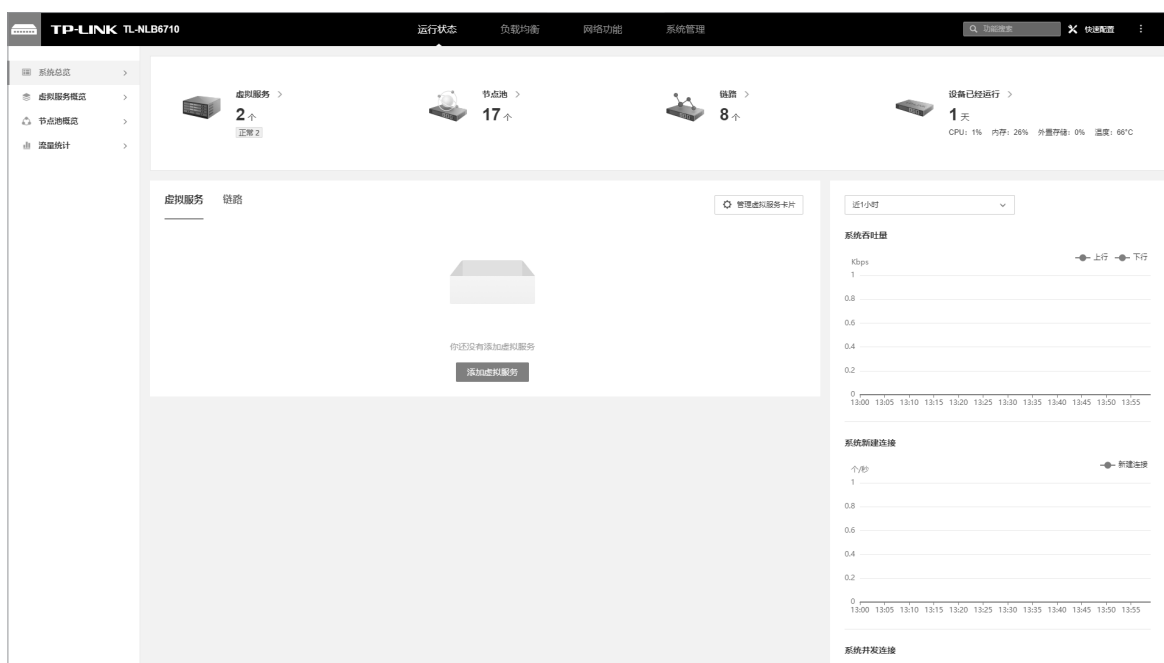 TP-LINK TL-NLB6710
运行状态 负载均衡 网络功能 系统管理
功能搜索
快速配置
系统总览
虚拟服务概览
节点池概览
流量统计
虚拟服务
2 个
正常 2
节点池
17 个
链路
8 个
设备已经运行
1 天
CPU: 1% 内存: 26% 外置存储: 0% 温度: 66°C
虚拟服务 链路
管理虚拟服务卡片
你还没有添加虚拟服务
添加虚拟服务
近1小时
系统吞吐量
Kbps
上行 下行
1
0.8
0.6
0.4
0.2
0
13:00 13:05 13:10 13:15 13:20 13:25 13:30 13:35 13:40 13:45 13:50 13:55
系统新建连接
个/秒
新建连接
1
0.8
0.6
0.4
0.2
0
13:00 13:05 13:10 13:15 13:20 13:25 13:30 13:35 13:40 13:45 13:50 13:55
系统并发连接